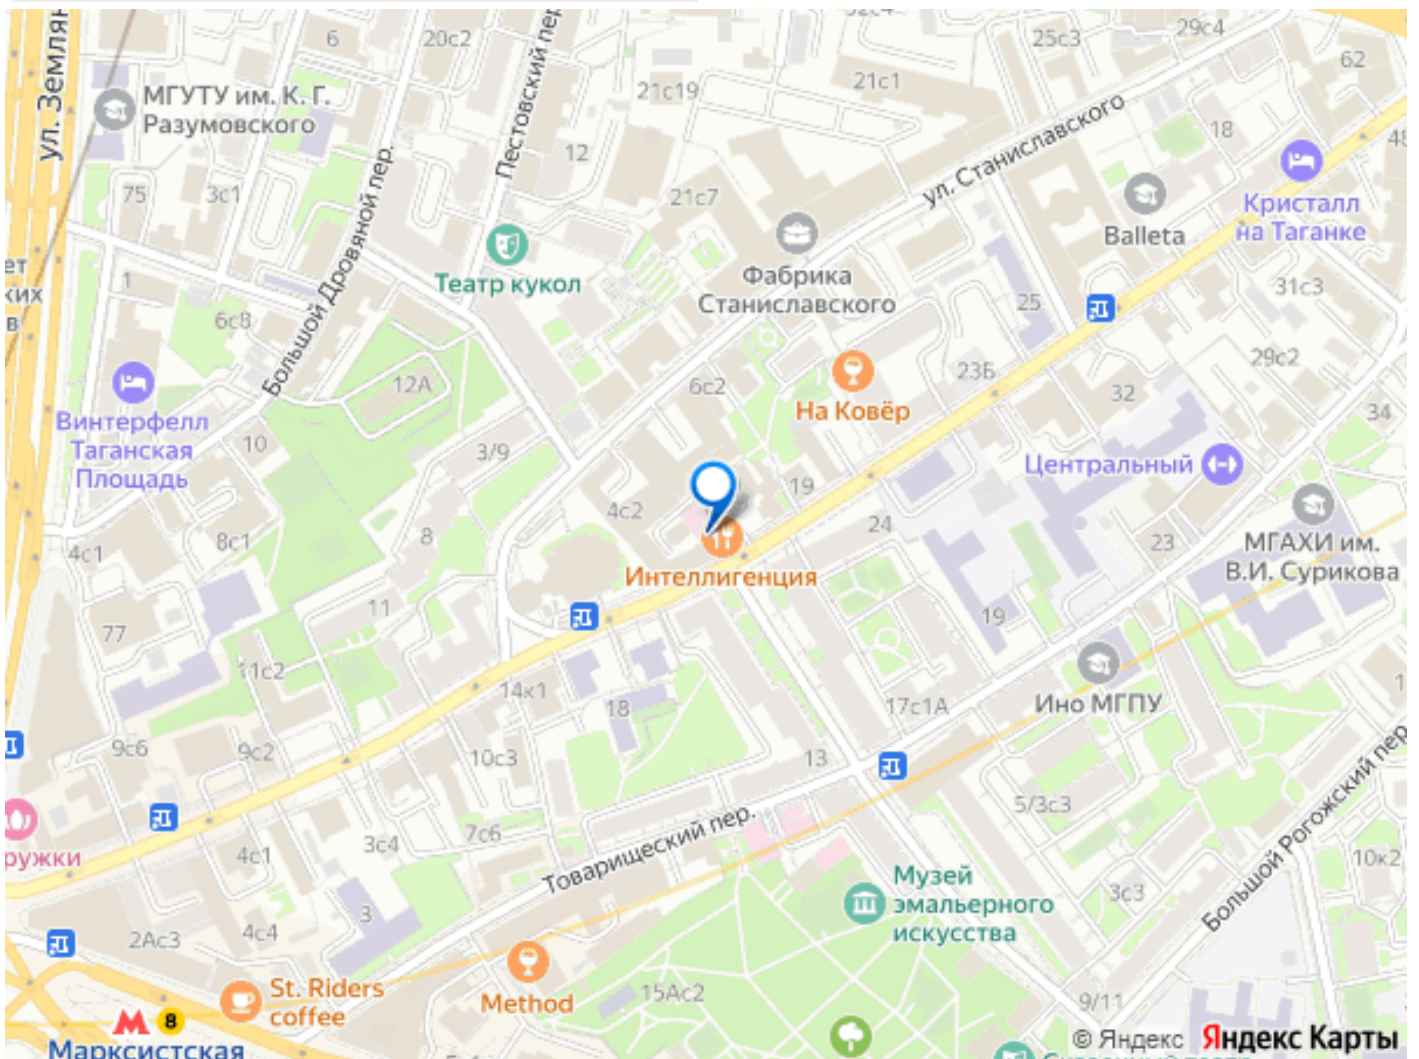 6
20с2
Пестовский пер
25с3
29с4
62
ул. Землян
МГУТУ им. К. Г.
Разумовского
21с19
21с1
ул. Станиславского
18
48
12
75
3с1
21с7
Balleta
Кристалл
на Таганке
Большой Дровяной пер.
Театр кукол
Фабрика
Станиславского
ет
ких
в
1
6с8
25
31с3
29с2
12А
6с2
23Б
32
34
На Ковёр
Винтерфелл
Таганская
Площадь
10
3/9
Центральный
19
4с2
24
4с1
8с1
8
23
МГАХИ им.
В.И. Сурикова
Интеллигенция
11
19
77
11с2
14к1
18
17с1А
Ино МГПУ
1
9с6
9с2
10с3
13
5/3с3
Большой Рогожский пер
ружки
4с1
3с4
7с6
Товарищеский пер.
10к2
3с3
Музей
эмальерного
искусства
3
2Ас3
4с4
St. Riders
coffee
Method
15Ас2
9/11
8
Марксистская
© Яндекс Яндекс Карты